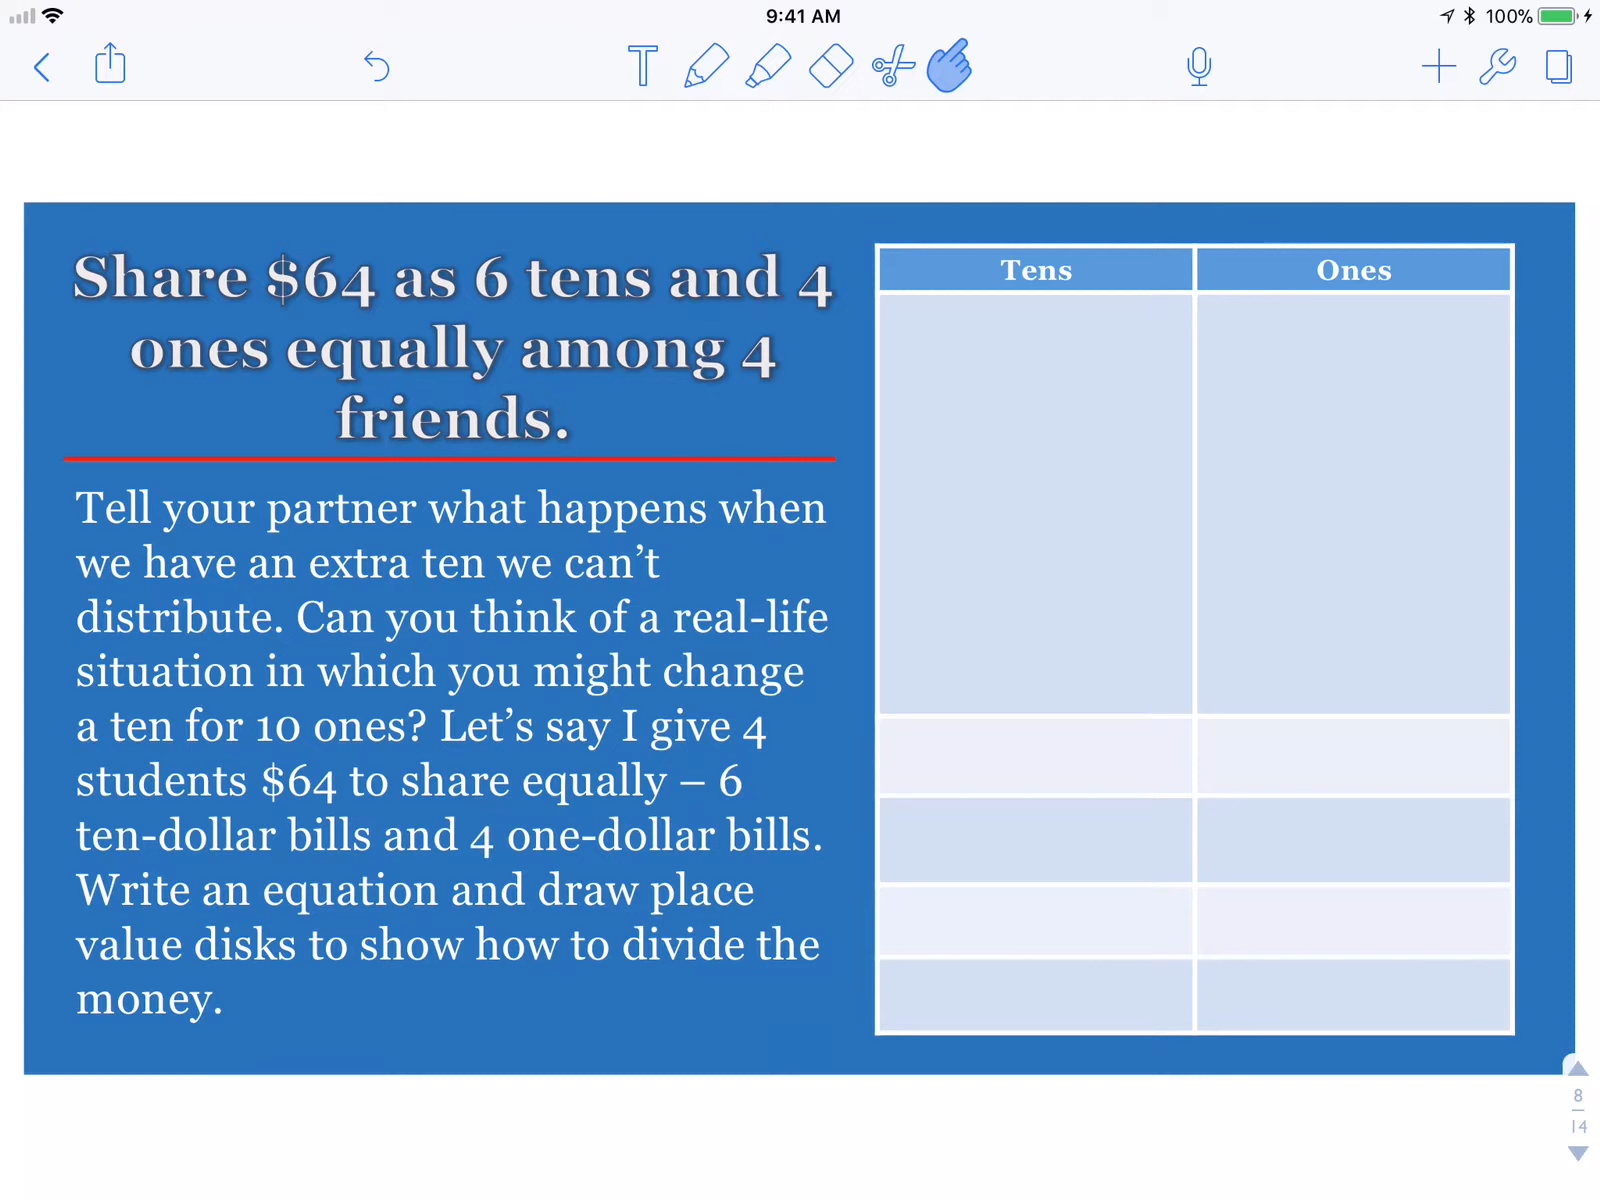 9:41 AM
100%
T
Share $64 as 6 tens and 4
ones equally among 4
friends.
Tell your partner what happens when
we have an extra ten we can’t
distribute. Can you think of a real-life
situation in which you might change
a ten for 10 ones? Let’s say I give 4
students $64 to share equally – 6
ten-dollar bills and 4 one-dollar bills.
Write an equation and draw place
value disks to show how to divide the
money.
Tens
Ones
8
14